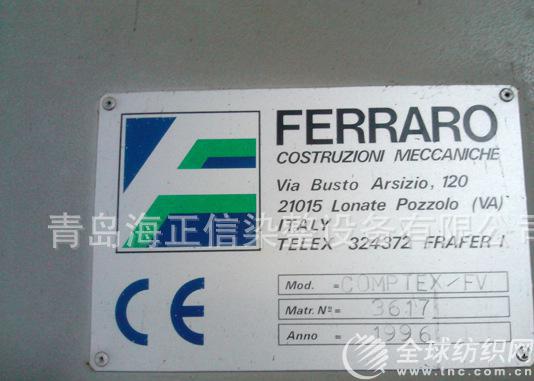 FERRARO
COSTRUZIONI MECCANICHE
Via Busto Arsizio, 120
21015 Lonate Pozzolo (VA)
ITALY
TELEX 324372 FRAFER I
CE
Mod. = COMPTEX/FV
Matr. Nº = 3617
Anno = 1996
青岛海正信染整设备有限公司
全球纺织网
www.tnc.com.cn